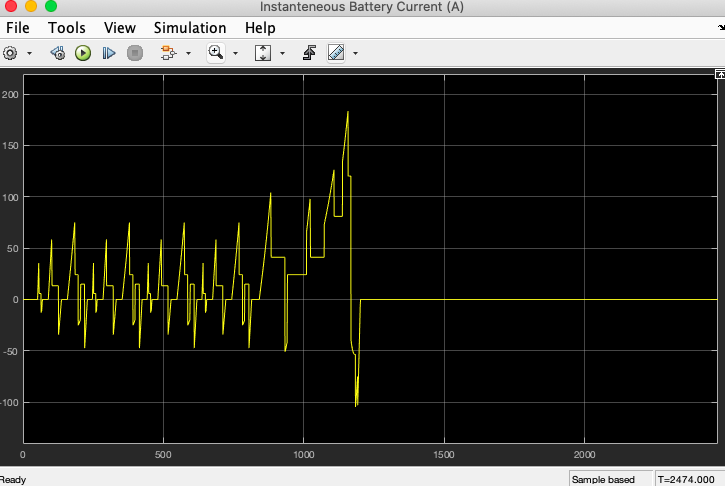 Instanteneous Battery Current (A)
File Tools View Simulation Help
200
150
100
50
0
-50
-100
0 500 1000 1500 2000
Ready Sample based T=2474.000